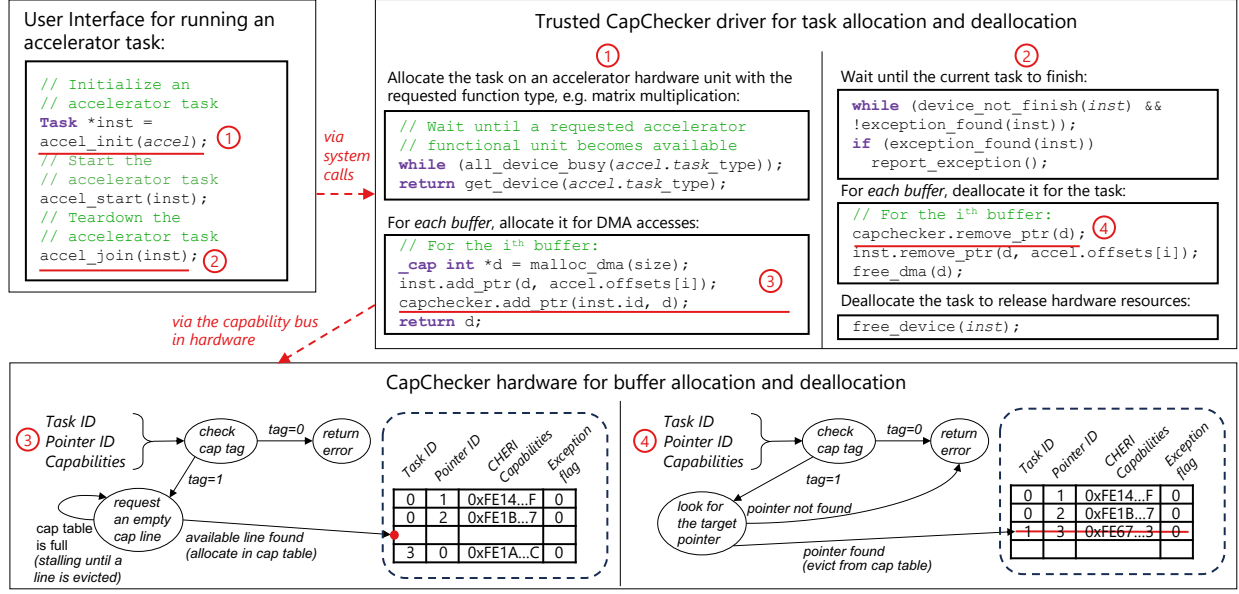 User Interface for running an
accelerator task:
// Initialize an
// accelerator task
Task *inst =
accel_init(accel);
1
// Start the
// accelerator task
accel_start(inst);
// Teardown the
// accelerator task
accel_join(inst);
2
via
system
calls
Trusted CapChecker driver for task allocation and deallocation
1
Allocate the task on an accelerator hardware unit with the
requested function type, e.g. matrix multiplication:
// Wait until a requested accelerator
// functional unit becomes available
while (all_device_busy(accel.task_type));
return get_device(accel.task_type);
For each buffer, allocate it for DMA accesses:
// For the ith buffer:
_cap int *d = malloc_dma(size);
inst.add_ptr(d, accel.offsets[i]);
capchecker.add_ptr(inst.id, d);
return d;
3
2
Wait until the current task to finish:
while (device_not_finish(inst) &&
!exception_found(inst));
if (exception_found(inst))
report_exception();
For each buffer, deallocate it for the task:
// For the ith buffer:
capchecker.remove_ptr(d);
4
inst.remove_ptr(d, accel.offsets[i]);
free_dma(d);
Deallocate the task to release hardware resources:
free_device(inst);
via the capability bus
in hardware
CapChecker hardware for buffer allocation and deallocation
3
Task ID
Pointer ID
Capabilities
check
cap tag
tag=0
return
error
tag=1
request
an empty
cap line
cap table
is full
(stalling until a
line is evicted)
available line found
(allocate in cap table)
Task ID
Pointer ID
CHERI
Capabilities
Exception
flag
0 1 0xFE14...F 0
0 2 0xFE1B...7 0
3 0 0xFE1A...C 0
4
Task ID
Pointer ID
Capabilities
check
cap tag
tag=0
return
error
tag=1
look for
the target
pointer
pointer not found
pointer found
(evict from cap table)
Task ID
Pointer ID
CHERI
Capabilities
Exception
flag
0 1 0xFE14...F 0
0 2 0xFE1B...7 0
1 3 0xFE67...3 0